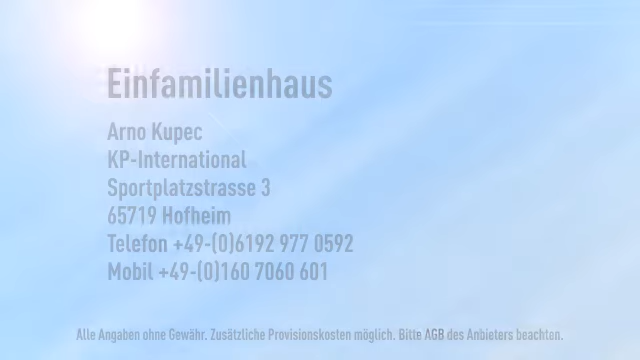 Einfamilienhaus
Arno Kupec
KP-International
Sportplatzstrasse 3
65719 Hofheim
Telefon +49-(0)6192 977 0592
Mobil +49-(0)160 7060 601
Alle Angaben ohne Gewähr. Zusätzliche Provisionskosten möglich. Bitte AGB des Anbieters beachten.